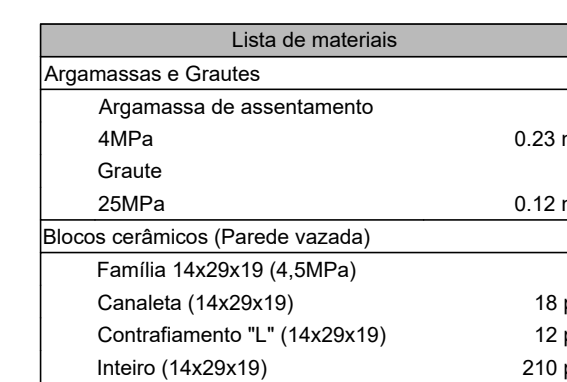 Lista de materiais
Argamassas e Grautes
Argamassa de assentamento
4MPa 0.23
Graute
25MPa 0.12
Blocos cerâmicos (Parede vazada)
Família 14x29x19 (4,5MPa)
Canaleta (14x29x19) 18
Contrafiamento "L" (14x29x19) 12
Inteiro (14x29x19) 210